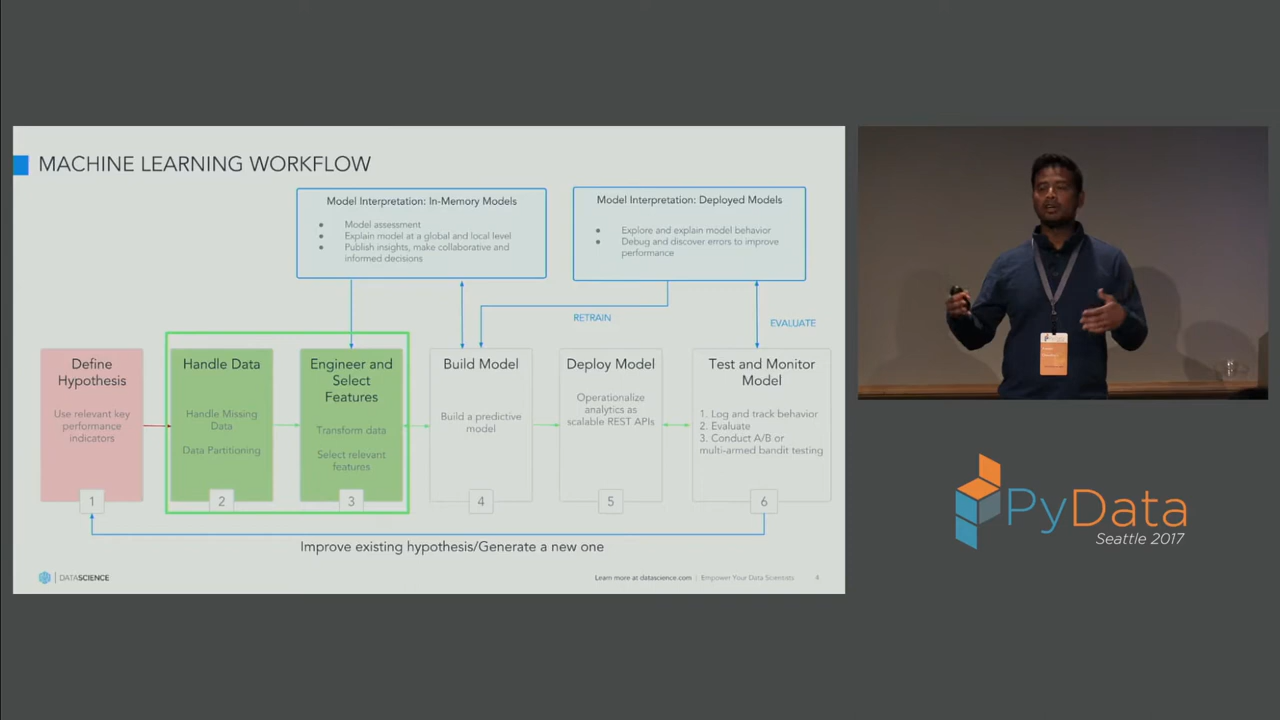 MACHINE LEARNING WORKFLOW
Model Interpretation: In-Memory Models
● Model assessment
● Explain model at a global and local level
● Publish insights, make collaborative and
informed decisions
Model Interpretation: Deployed Models
● Explore and explain model behavior
● Debug and discover errors to improve
performance
RETRAIN
EVALUATE
Define
Hypothesis
Use relevant key
performance
indicators
1
Handle Data
Handle Missing
Data
Data Partitioning
2
Engineer and
Select
Features
Transform data
Select relevant
features
3
Build Model
Build a predictive
model
4
Deploy Model
Operationalize
analytics as
scalable REST APIs
5
Test and Monitor
Model
1. Log and track behavior
2. Evaluate
3. Conduct A/B or
multi-armed bandit testing
6
Improve existing hypothesis/Generate a new one
DATASCIENCE
Learn more at datascience.com | Empower Your Data Scientists 4
PyData
Seattle 2017